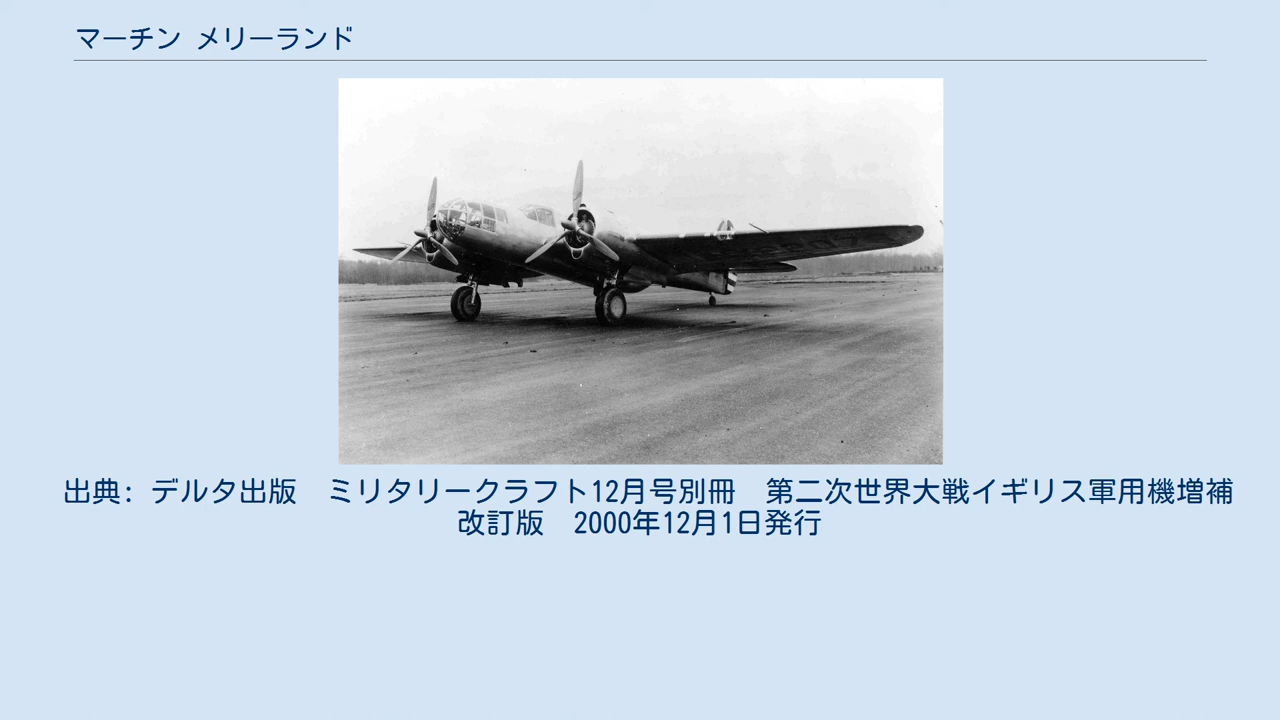 マーチン メリーランド
出典: デルタ出版　ミリタリークラフト12月号別冊　第二次世界大戦イギリス軍用機増補
改訂版　2000年12月1日発行